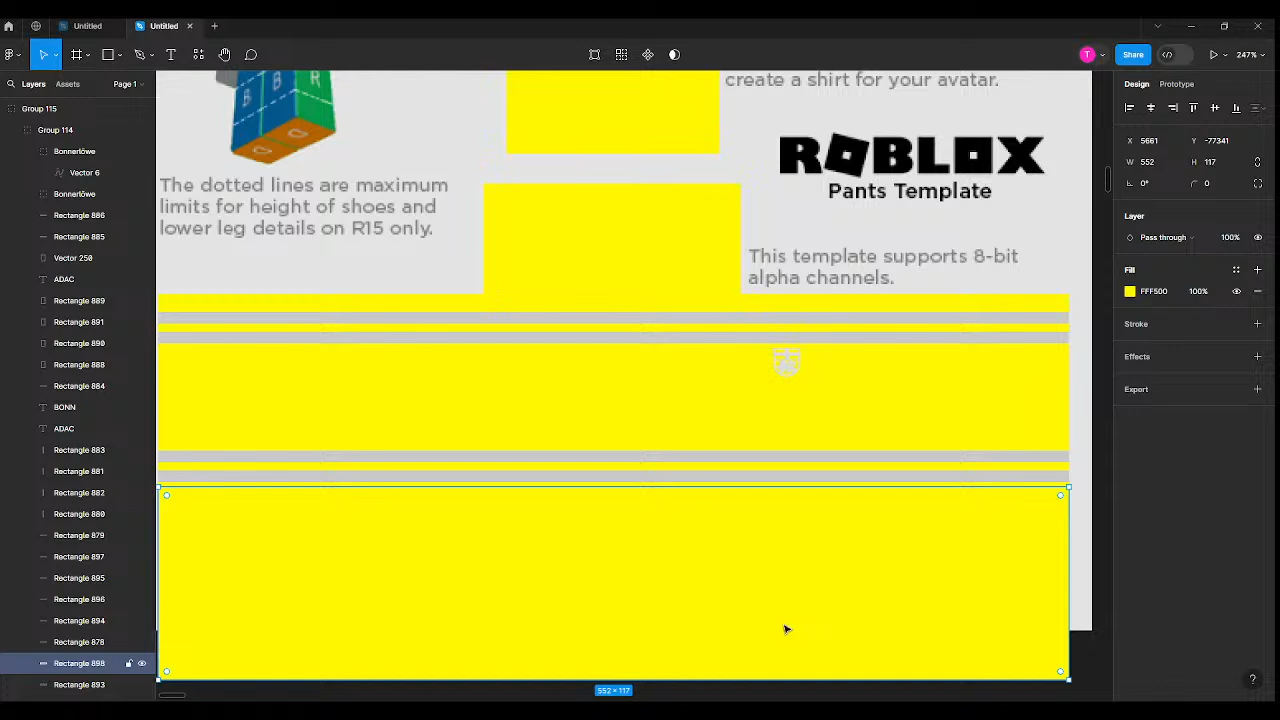 Untitled
Untitled
T
Share
247%
Layers
Assets
Page 1
Design
Prototype
Group 115
Group 114
Bonnerlöwe
Vector 6
Bonnerlöwe
Rectangle 886
Rectangle 885
Vector 250
ADAC
Rectangle 889
Rectangle 891
Rectangle 890
Rectangle 888
Rectangle 884
BONN
ADAC
Rectangle 883
Rectangle 881
Rectangle 882
Rectangle 880
Rectangle 879
Rectangle 897
Rectangle 895
Rectangle 896
Rectangle 894
Rectangle 878
Rectangle 898
Rectangle 893
B
B
R
D
D
The dotted lines are maximum
limits for height of shoes and
lower leg details on R15 only.
create a shirt for your avatar.
ROBLOX
Pants Template
This template supports 8-bit
alpha channels.
552 × 117
X 5661 Y -77341
W 552 H 117
0° 0
Layer
Pass through 100%
Fill
FFF500 100%
Stroke
Effects
Export
?